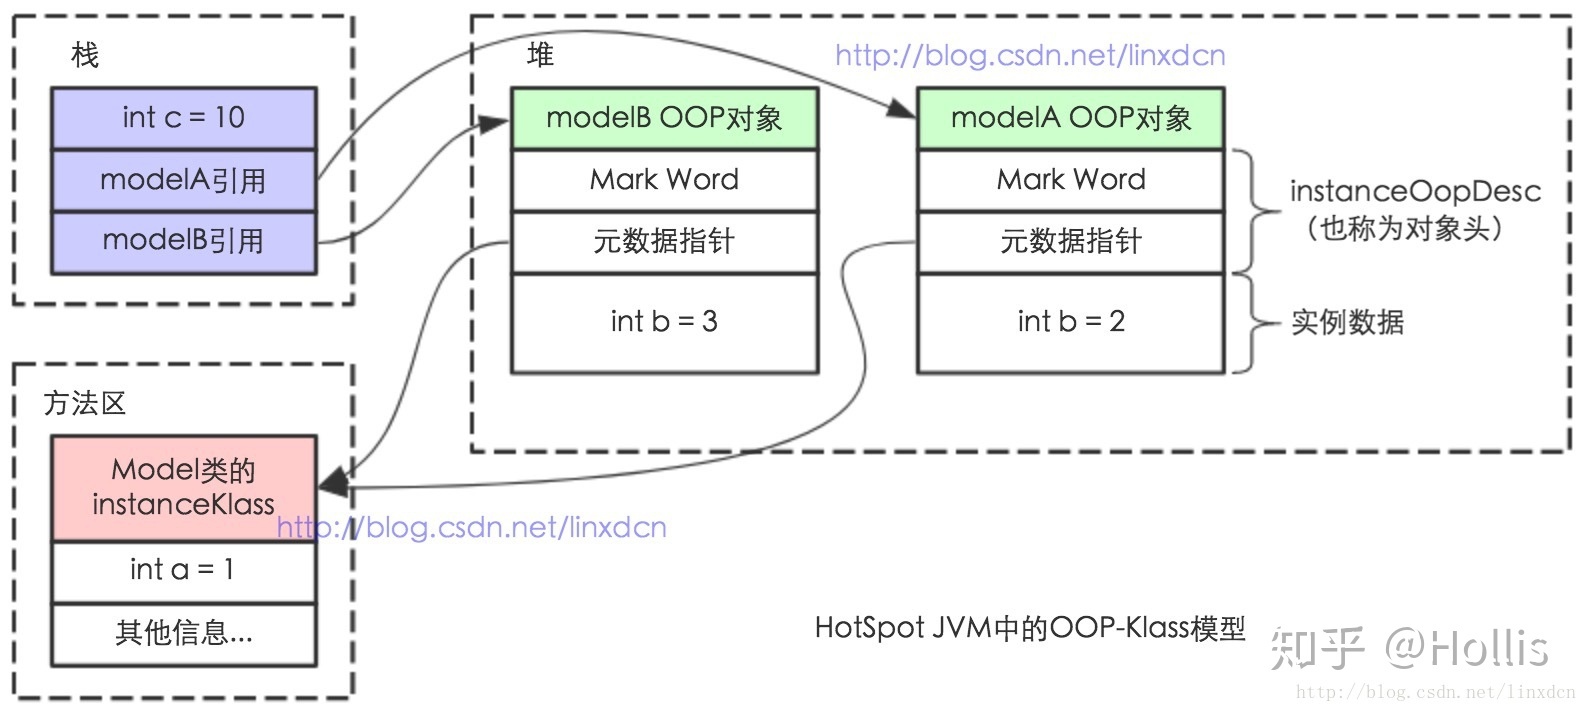 栈
int c = 10
modelA引用
modelB引用
堆
http://blog.csdn.net/linxdcn
modelB OOP对象
Mark Word
元数据指针
int b = 3
modelA OOP对象
Mark Word
元数据指针
int b = 2
instanceOopDesc
（也称为对象头）
实例数据
方法区
Model类的
instanceKlass
http://blog.csdn.net/linxdcn
int a = 1
其他信息...
HotSpot JVM中的OOP-Klass模型
知乎 @Hollis
http://blog.csdn.net/linxdcn